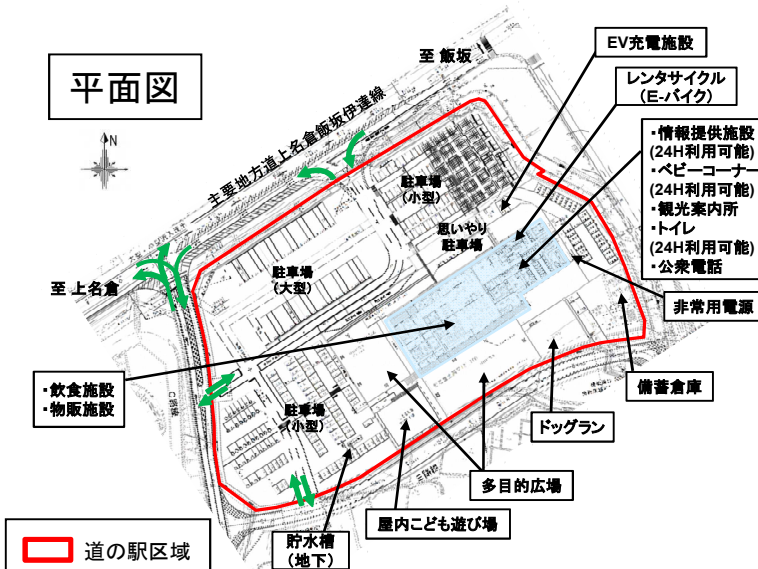 平面図
N
至 飯坂
主要地方道上名倉飯坂伊達線
至 上名倉
EV充電施設
レンタサイクル
(E-バイク)
・情報提供施設
(24H利用可能)
・ベビーコーナー
(24H利用可能)
・観光案内所
・トイレ
(24H利用可能)
・公衆電話
非常用電源
備蓄倉庫
ドッグラン
多目的広場
屋内こども遊び場
貯水槽
(地下)
・飲食施設
・物販施設
駐車場
(小型)
思いやり
駐車場
駐車場
(大型)
駐車場
(小型)
道の駅区域